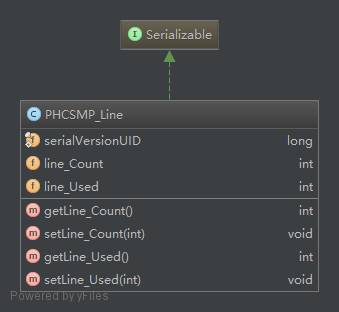 I Serializable
C PHCSMP_Line
f serialVersionUID long
f line_Count int
f line_Used int
m getLine_Count() int
m setLine_Count(int) void
m getLine_Used() int
m setLine_Used(int) void
Powered by yFiles